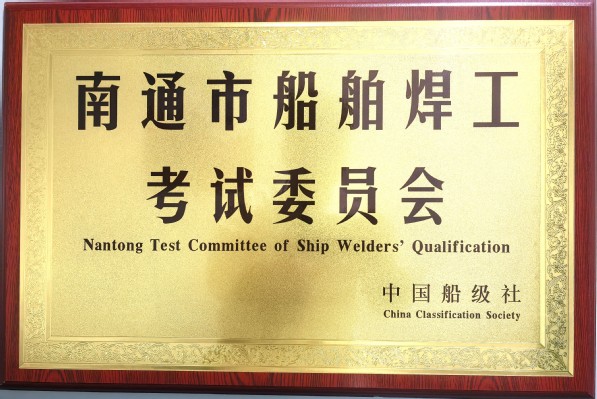 南通市船舶焊工
考试委员会
Nantong Test Committee of Ship Welders' Qualification
中国船级社
China Classification Society